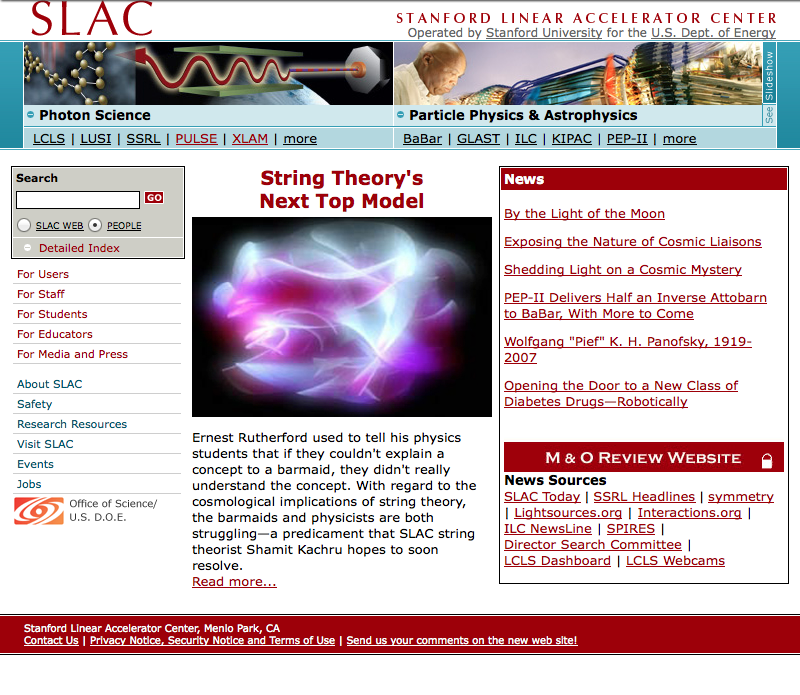 SLAC
STANFORD LINEAR ACCELERATOR CENTER
Operated by Stanford University for the U.S. Dept. of Energy
See Slideshow
Photon Science
LCLS | LUSI | SSRL | PULSE | XLAM | more
Particle Physics & Astrophysics
BaBar | GLAST | ILC | KIPAC | PEP-II | more
Search
GO
SLAC WEB PEOPLE
Detailed Index
For Users
For Staff
For Students
For Educators
For Media and Press
About SLAC
Safety
Research Resources
Visit SLAC
Events
Jobs
Office of Science/
U.S. D.O.E.
String Theory's
Next Top Model
Ernest Rutherford used to tell his physics
students that if they couldn't explain a
concept to a barmaid, they didn't really
understand the concept. With regard to the
cosmological implications of string theory,
the barmaids and physicists are both
struggling—a predicament that SLAC string
theorist Shamit Kachru hopes to soon
resolve.
Read more...
News
By the Light of the Moon
Exposing the Nature of Cosmic Liaisons
Shedding Light on a Cosmic Mystery
PEP-II Delivers Half an Inverse Attobarn
to BaBar, With More to Come
Wolfgang "Pief" K. H. Panofsky, 1919-
2007
Opening the Door to a New Class of
Diabetes Drugs—Robotically
M & O Review Website
News Sources
SLAC Today | SSRL Headlines | symmetry
| Lightsources.org | Interactions.org |
ILC NewsLine | SPIRES |
Director Search Committee |
LCLS Dashboard | LCLS Webcams
Stanford Linear Accelerator Center, Menlo Park, CA
Contact Us | Privacy Notice, Security Notice and Terms of Use | Send us your comments on the new web site!